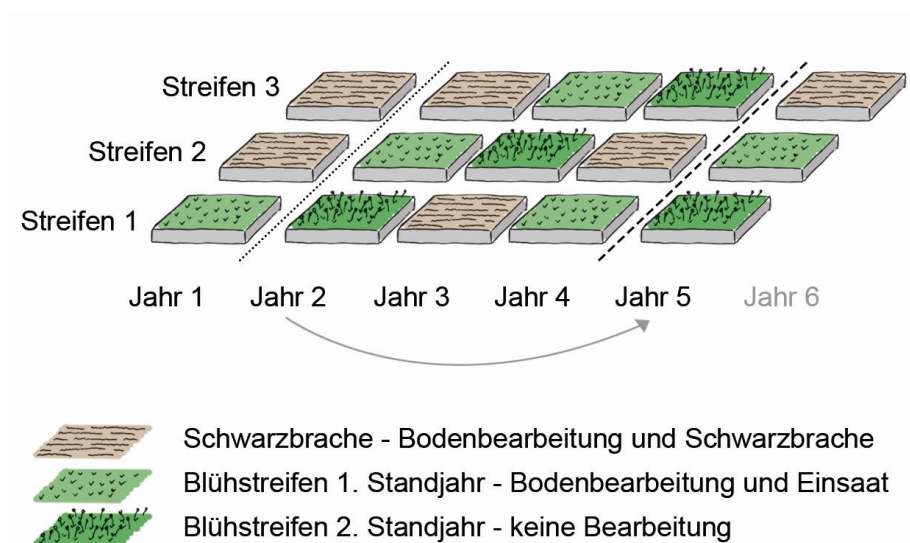 Streifen 3
Streifen 2
Streifen 1
Jahr 1 Jahr 2 Jahr 3 Jahr 4 Jahr 5 Jahr 6
Schwarzbrache - Bodenbearbeitung und Schwarzbrache
Blühstreifen 1. Standjahr - Bodenbearbeitung und Einsaat
Blühstreifen 2. Standjahr - keine Bearbeitung